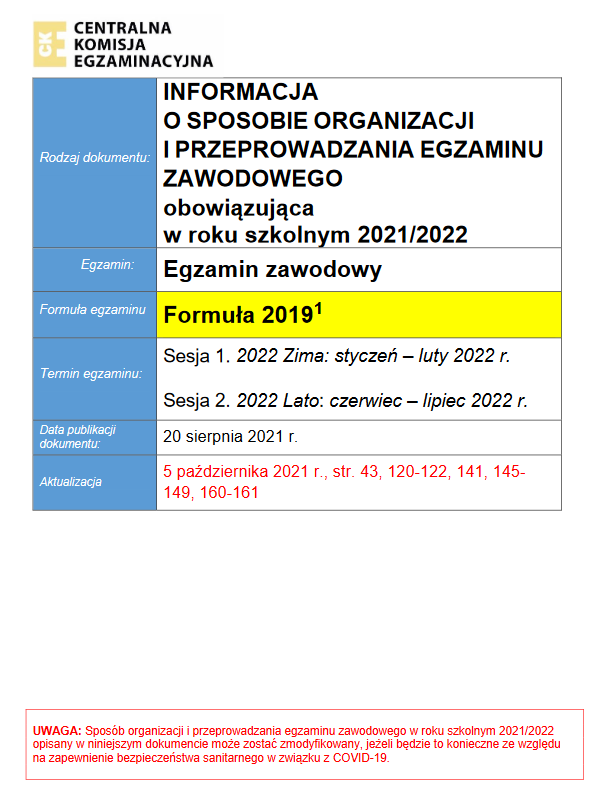 CK
E
CENTRALNA
KOMISJA
EGZAMINACYJNA
Rodzaj dokumentu:
INFORMACJA
O SPOSOBIE ORGANIZACJI
I PRZEPROWADZANIA EGZAMINU
ZAWODOWEGO
obowiązująca
w roku szkolnym 2021/2022
Egzamin:
Egzamin zawodowy
Formuła egzaminu
Formuła 2019¹
Termin egzaminu:
Sesja 1. 2022 Zima: styczeń – luty 2022 r.
Sesja 2. 2022 Lato: czerwiec – lipiec 2022 r.
Data publikacji
dokumentu:
20 sierpnia 2021 r.
Aktualizacja
5 października 2021 r., str. 43, 120-122, 141, 145-
149, 160-161
UWAGA: Sposób organizacji i przeprowadzania egzaminu zawodowego w roku szkolnym 2021/2022
opisany w niniejszym dokumencie może zostać zmodyfikowany, jeżeli będzie to konieczne ze względu
na zapewnienie bezpieczeństwa sanitarnego w związku z COVID-19.